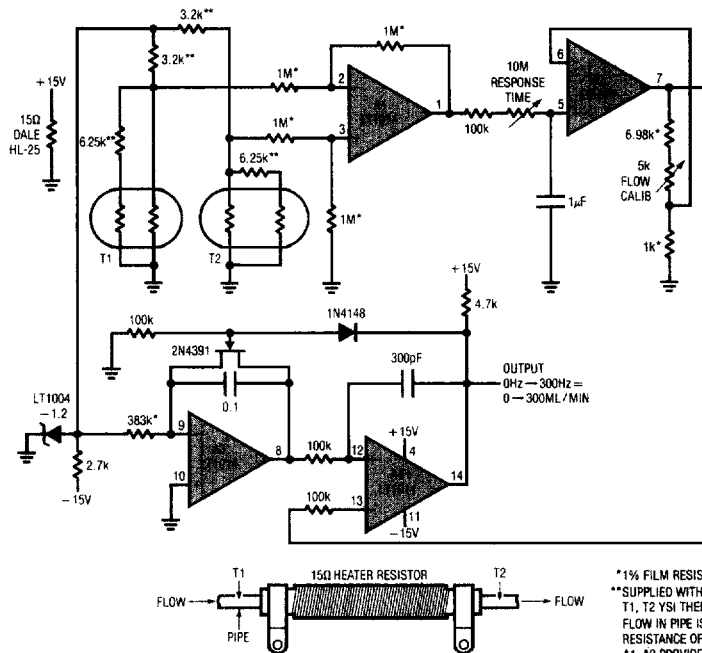 3.2k**
3.2k**
+15V
15Ω
DALE
HL-25
6.25k**
6.25k**
T1
T2
1M*
1M*
1M*
1M*
2
3
1
100k
10M
RESPONSE
TIME
1µF
6
5
7
6.98k*
5k
FLOW
CALIB
1k*
+15V
4.7k
100k
1N4148
2N4391
0.1
300pF
OUTPUT
0Hz→300Hz=
0→300ML/MIN
LT1004
-1.2
383k*
2.7k
-15V
9
10
8
100k
100k
12
13
+15V
4
14
11
-15V
T1
15Ω HEATER RESISTOR
T2
FLOW
FLOW
PIPE
*1% FILM RESIS
**SUPPLIED WITH
T1, T2 YSI THE
FLOW IN PIPE IS
RESISTANCE OF